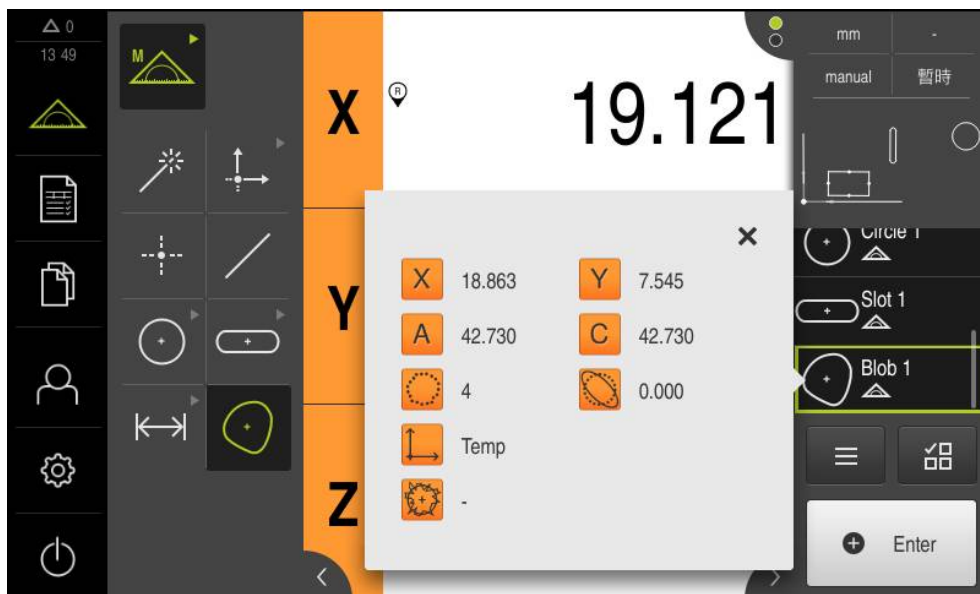 0
13 49
M
X
R
19.121
mm
-
manual
暫時
X 18.863 Y 7.545
A 42.730 C 42.730
4 0.000
Temp
-
Y
Z
Circle 1
Slot 1
Blob 1
Enter